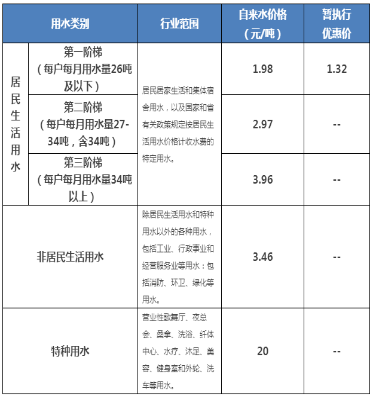 用水类别 行业范围 自来水价格
（元/吨） 暂执行
优惠价
居民生活用水
第一阶梯
（每户每月用水量26吨
及以下）
居民居家生活和集体宿
舍用水，以及国家和省
有关政策规定按居民生
活用水价格计收水费的
特定用水。
1.98 1.32
第二阶梯
（每户每月用水量27-
34吨，含34吨）
2.97 --
第三阶梯
（每户每月用水量34吨
以上）
3.96 --
非居民生活用水
除居民生活用水和特种
用水以外的各种用水，
包括工业、行政事业和
经营服务业等用水；包
括消防、环卫、绿化等
用水。
3.46 --
特种用水
营业性歌舞厅、夜总
会、桑拿、洗浴、纤体
中心、水疗、沐足、美
容、健身室和外轮、洗
车等用水。
20 --